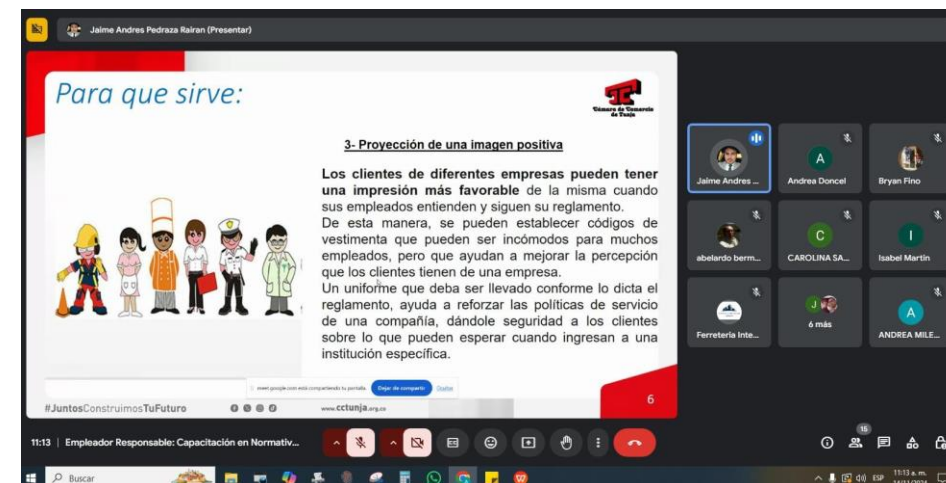 Jaime Andres Pedraza Rairan (Presentar)
Para que sirve:
Cámara de Comercio
de Tunja
3- Proyección de una imagen positiva
Los clientes de diferentes empresas pueden tener
una impresión más favorable de la misma cuando
sus empleados entienden y siguen su reglamento.
De esta manera, se pueden establecer códigos de
vestimenta que pueden ser incómodos para muchos
empleados, pero que ayudan a mejorar la percepción
que los clientes tienen de una empresa.
Un uniforme que deba ser llevado conforme lo dicta el
reglamento, ayuda a reforzar las políticas de servicio
de una compañía, dándole seguridad a los clientes
sobre lo que pueden esperar cuando ingresan a una
institución específica.
meet.google.com está compartiendo tu pantalla.
Dejar de compartir
Ocultar
#JuntosConstruimosTuFuturo
www.cctunja.org.co
6
Jaime Andres ...
A
Andrea Doncel
Bryan Fino
abelardo berm...
C
CAROLINA SA...
I
Isabel Martin
Ferreteria Inte...
J
6 más
A
ANDREA MILE...
11:13 | Empleador Responsable: Capacitación en Normativ...
15
Buscar
ESP
11:13 a. m.
14/11/2024